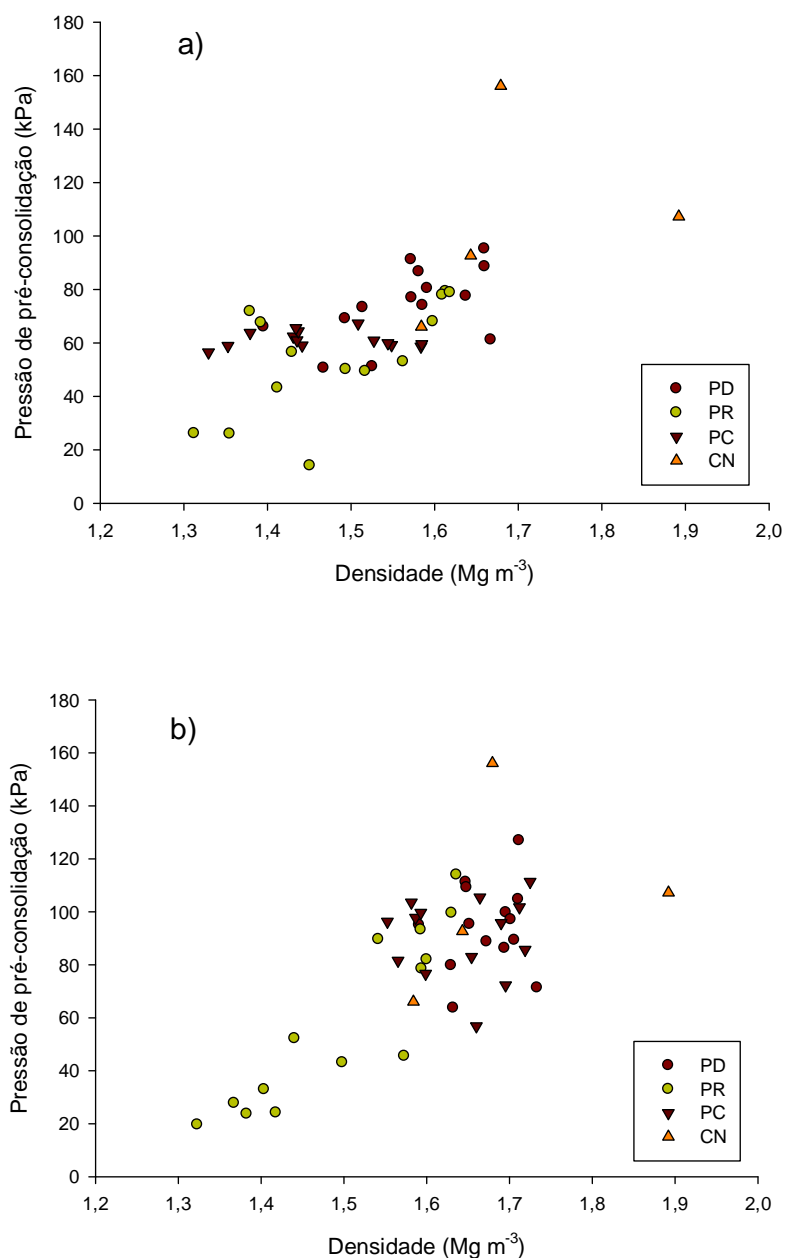 a)
Pressão de pré-consolidação (kPa)
180
160
140
120
100
80
60
40
20
0
PD
PR
PC
CN
1,2 1,3 1,4 1,5 1,6 1,7 1,8 1,9 2,0
Densidade (Mg m⁻³)
b)
Pressão de pré-consolidação (kPa)
180
160
140
120
100
80
60
40
20
0
PD
PR
PC
CN
1,2 1,3 1,4 1,5 1,6 1,7 1,8 1,9 2,0
Densidade (Mg m⁻³)